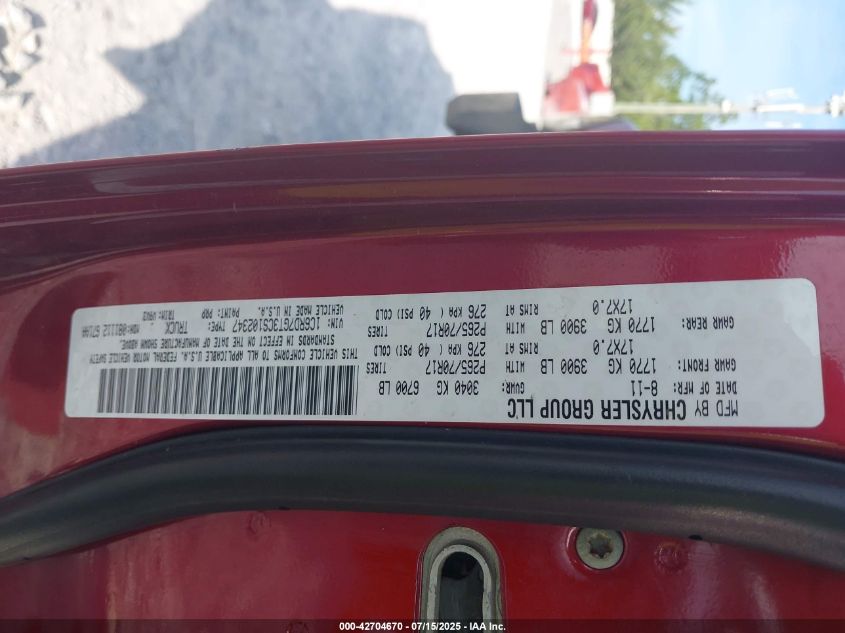 MFD BY CHRYSLER GROUP LLC
DATE OF MFR: 8-11 GVWR: 3040 KG 6700 LB
GAWR FRONT: 1770 KG 3900 LB WITH P265/70R17 TIRES
17X7.0 RIMS AT 276 KPA ( 40 PSI) COLD
GAWR REAR: 1770 KG 3900 LB WITH P265/70R17 TIRES
17X7.0 RIMS AT 276 KPA ( 40 PSI) COLD
THIS VEHICLE CONFORMS TO ALL APPLICABLE U.S.A. FEDERAL MOTOR VEHICLE SAFETY
STANDARDS IN EFFECT ON THE DATE OF MANUFACTURE SHOWN ABOVE.
VIN: 1C6RD7GT3CS102347 TYPE: TRUCK MDH: 081112 671AA
VEHICLE MADE IN U.S.A. PAINT: PRP TRIM:
000-42704670 - 07/15/2025 - IAA, Inc.